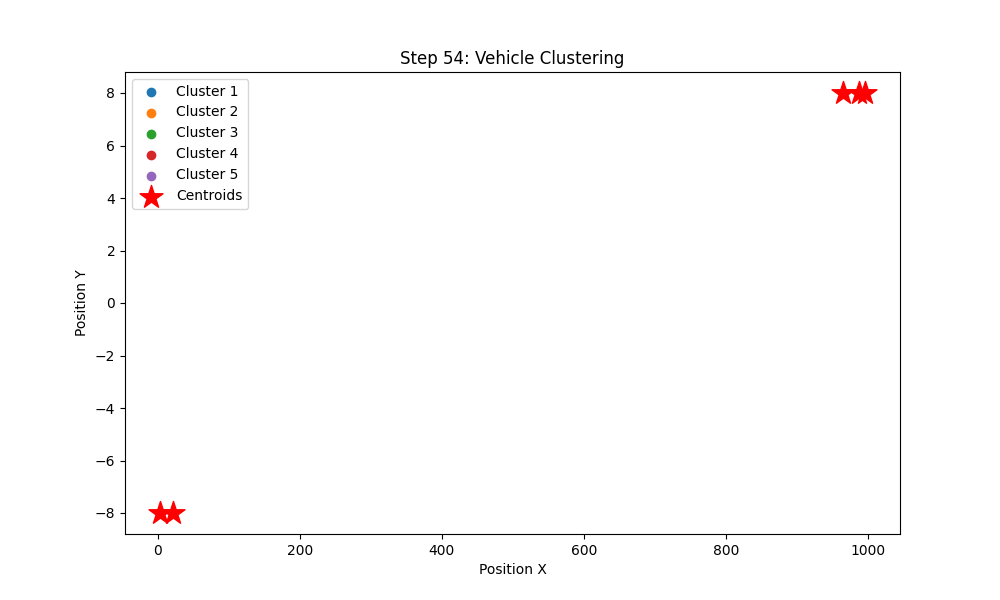 Step 54: Vehicle Clustering
Cluster 1
Cluster 2
Cluster 3
Cluster 4
Cluster 5
Centroids
Position Y
8
6
4
2
0
−2
−4
−6
−8
0 200 400 600 800 1000
Position X